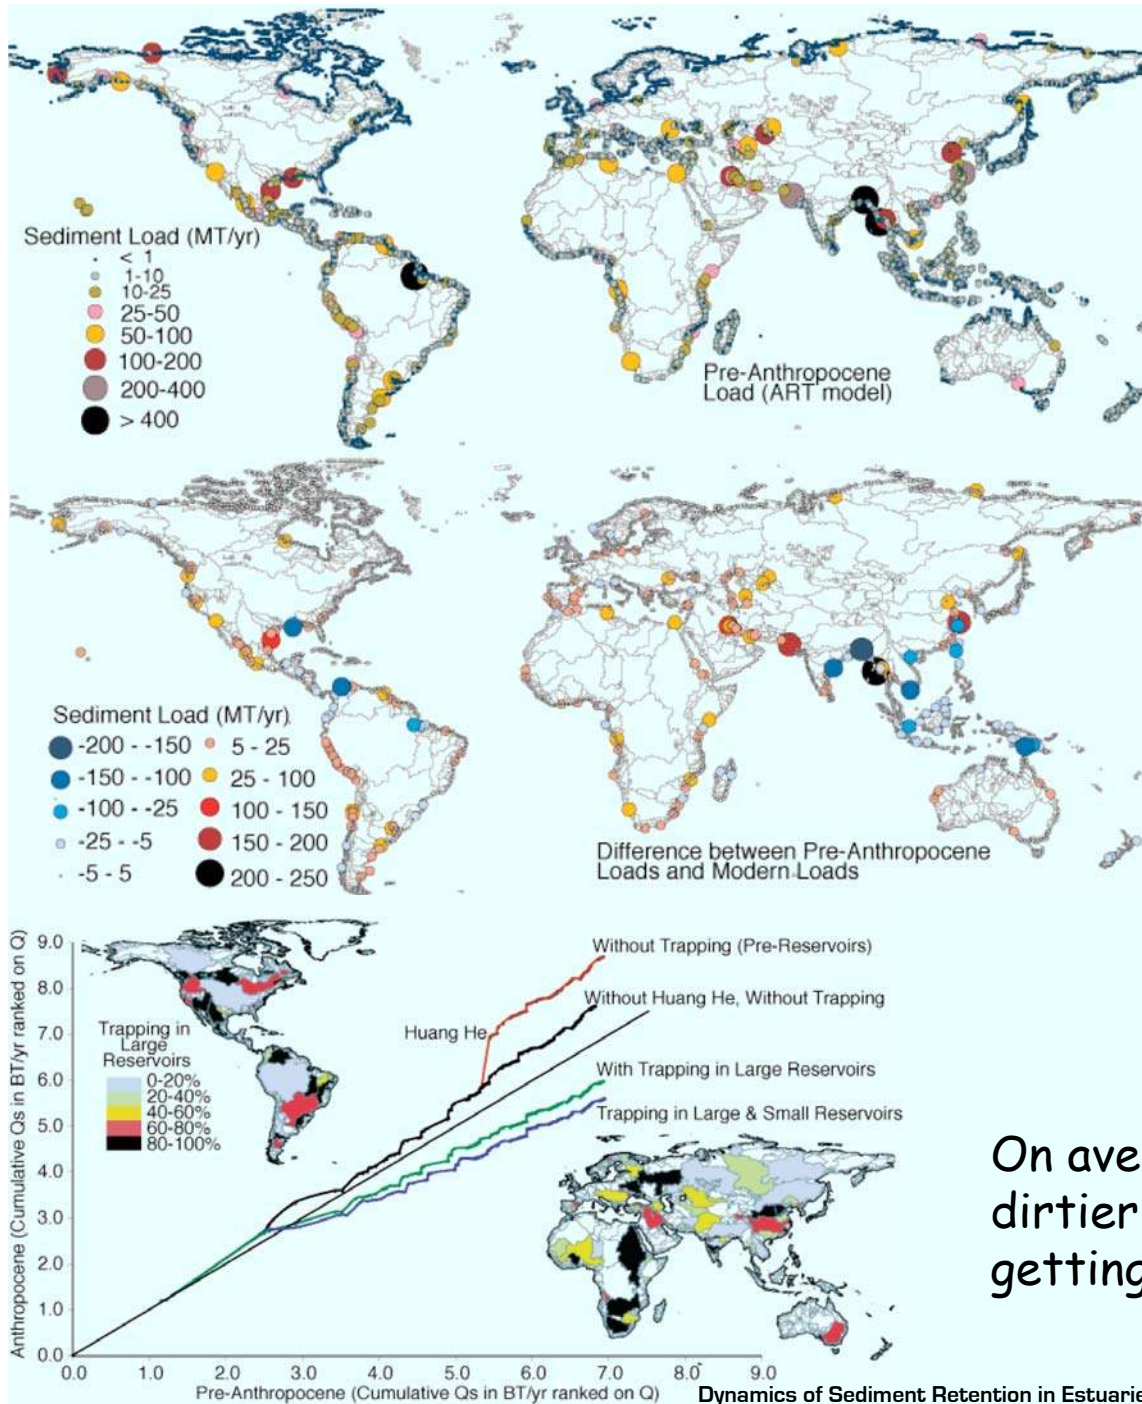 Sediment Load (MT/yr)
< 1
1-10
10-25
25-50
50-100
100-200
200-400
> 400
Pre-Anthropocene
Load (ART model)
Sediment Load (MT/yr)
-200 - -150
-150 - -100
-100 - -25
-25 - -5
-5 - 5
5 - 25
25 - 100
100 - 150
150 - 200
200 - 250
Difference between Pre-Anthropocene
Loads and Modern Loads
Anthropocene (Cumulative Qs in BT/yr ranked on Q)
9.0
8.0
7.0
6.0
5.0
4.0
3.0
2.0
1.0
0.0
Trapping in
Large
Reservoirs
0-20%
20-40%
40-60%
60-80%
80-100%
Huang He
Without Trapping (Pre-Reservoirs)
Without Huang He, Without Trapping
With Trapping in Large Reservoirs
Trapping in Large & Small Reservoirs
0.0 1.0 2.0 3.0 4.0 5.0 6.0 7.0 8.0 9.0
Pre-Anthropocene (Cumulative Qs in BT/yr ranked on Q)
On ave
dirtier
getting
Dynamics of Sediment Retention in Estuarie